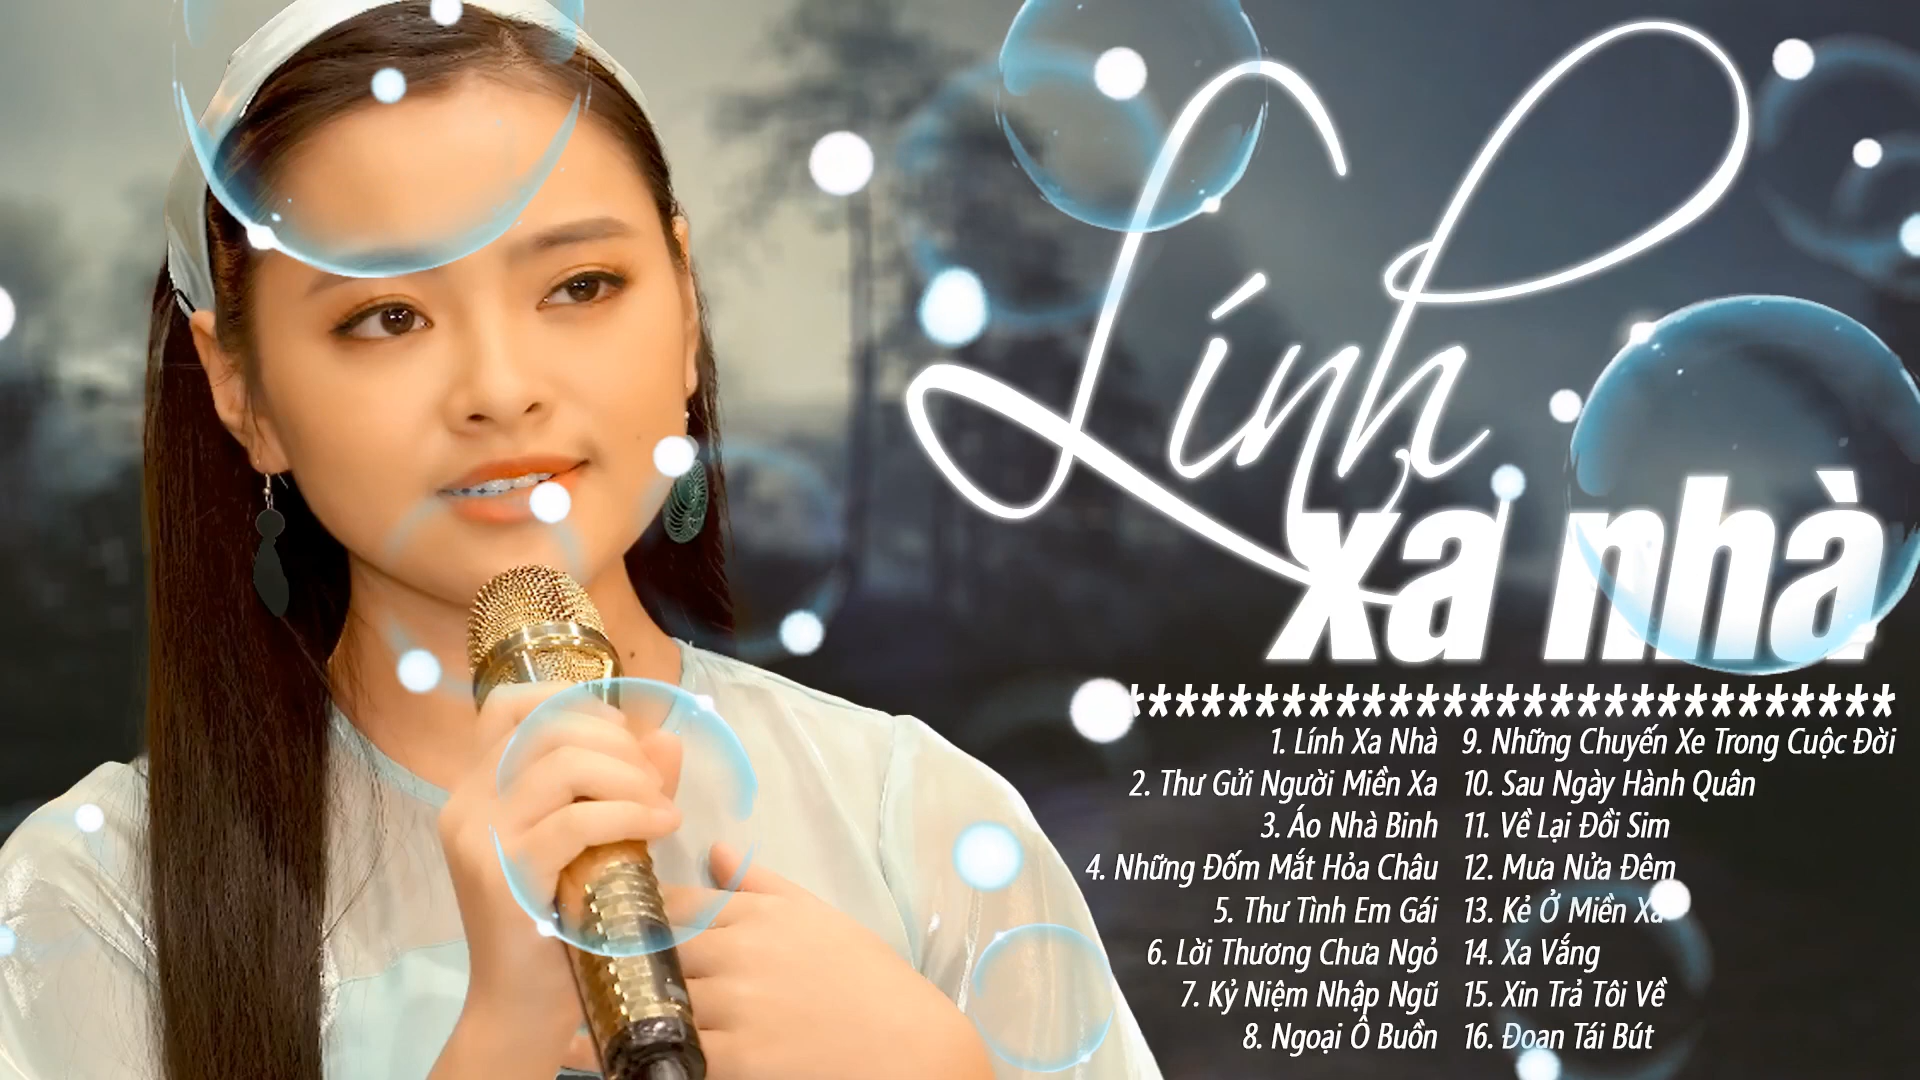 Lính
xa nhà
*****************************
1. Lính Xa Nhà
2. Thư Gửi Người Miền Xa
3. Áo Nhà Binh
4. Những Đốm Mắt Hỏa Châu
5. Thư Tình Em Gái
6. Lời Thương Chưa Ngỏ
7. Kỷ Niệm Nhập Ngũ
8. Ngoại Ô Buồn
9. Những Chuyến Xe Trong Cuộc Đời
10. Sau Ngày Hành Quân
11. Về Lại Đồi Sim
12. Mưa Nửa Đêm
13. Kẻ Ở Miền Xa
14. Xa Vắng
15. Xin Trả Tôi Về
16. Đoạn Tái Bút